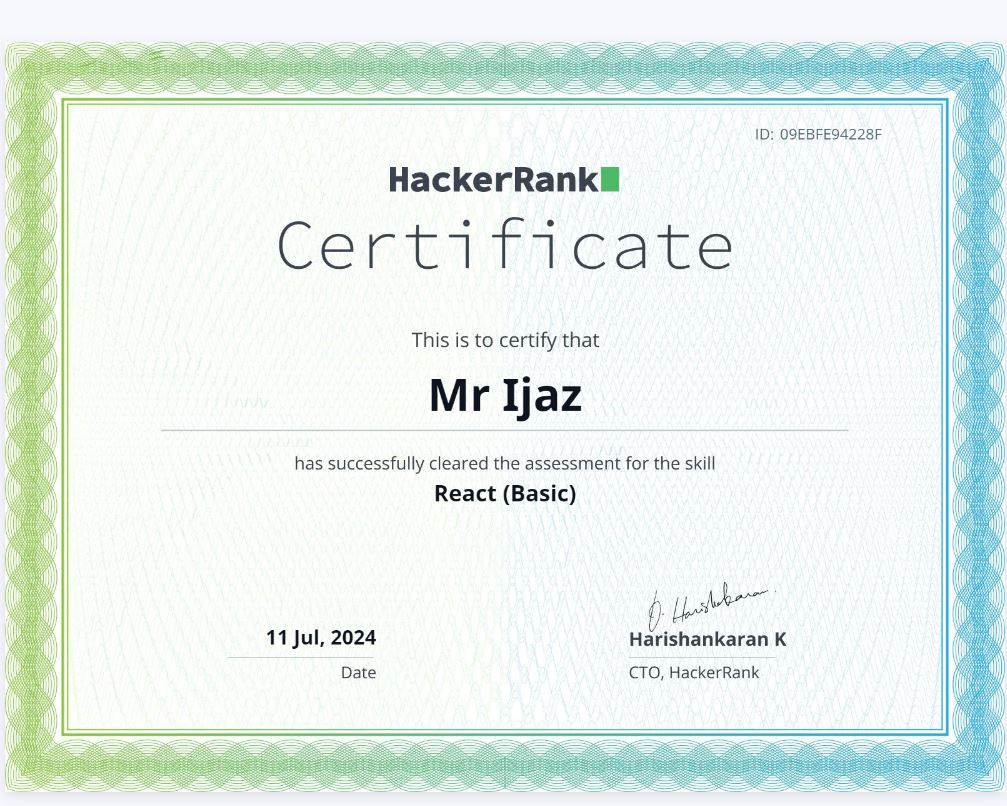 ID: 09EBFE94228F
HackerRank
Certificate
This is to certify that
Mr Ijaz
has successfully cleared the assessment for the skill
React (Basic)
11 Jul, 2024
Date
Harishankaran K
CTO, HackerRank